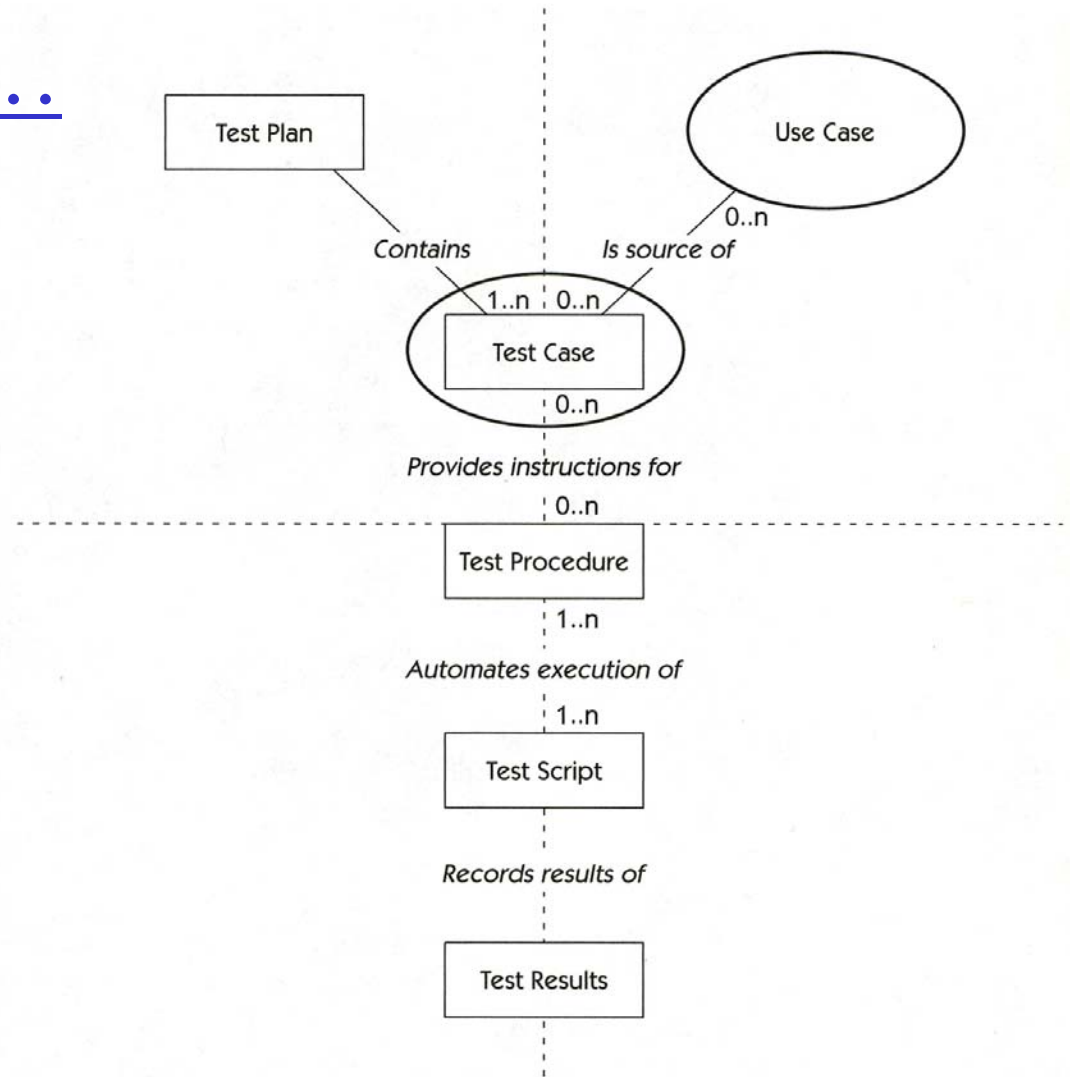 ..
Test Plan
Use Case
0..n
Contains
Is source of
1..n
0..n
Test Case
0..n
Provides instructions for
0..n
Test Procedure
1..n
Automates execution of
1..n
Test Script
Records results of
Test Results